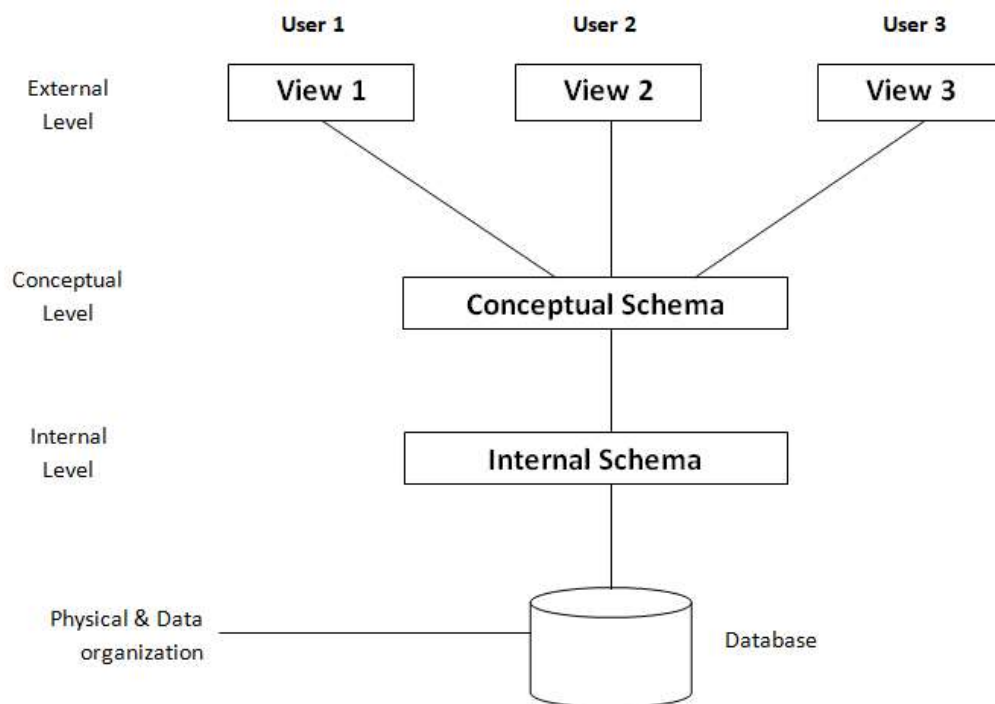 User 1
User 2
User 3
External
Level
View 1
View 2
View 3
Conceptual
Level
Conceptual Schema
Internal
Level
Internal Schema
Physical & Data
organization
Database